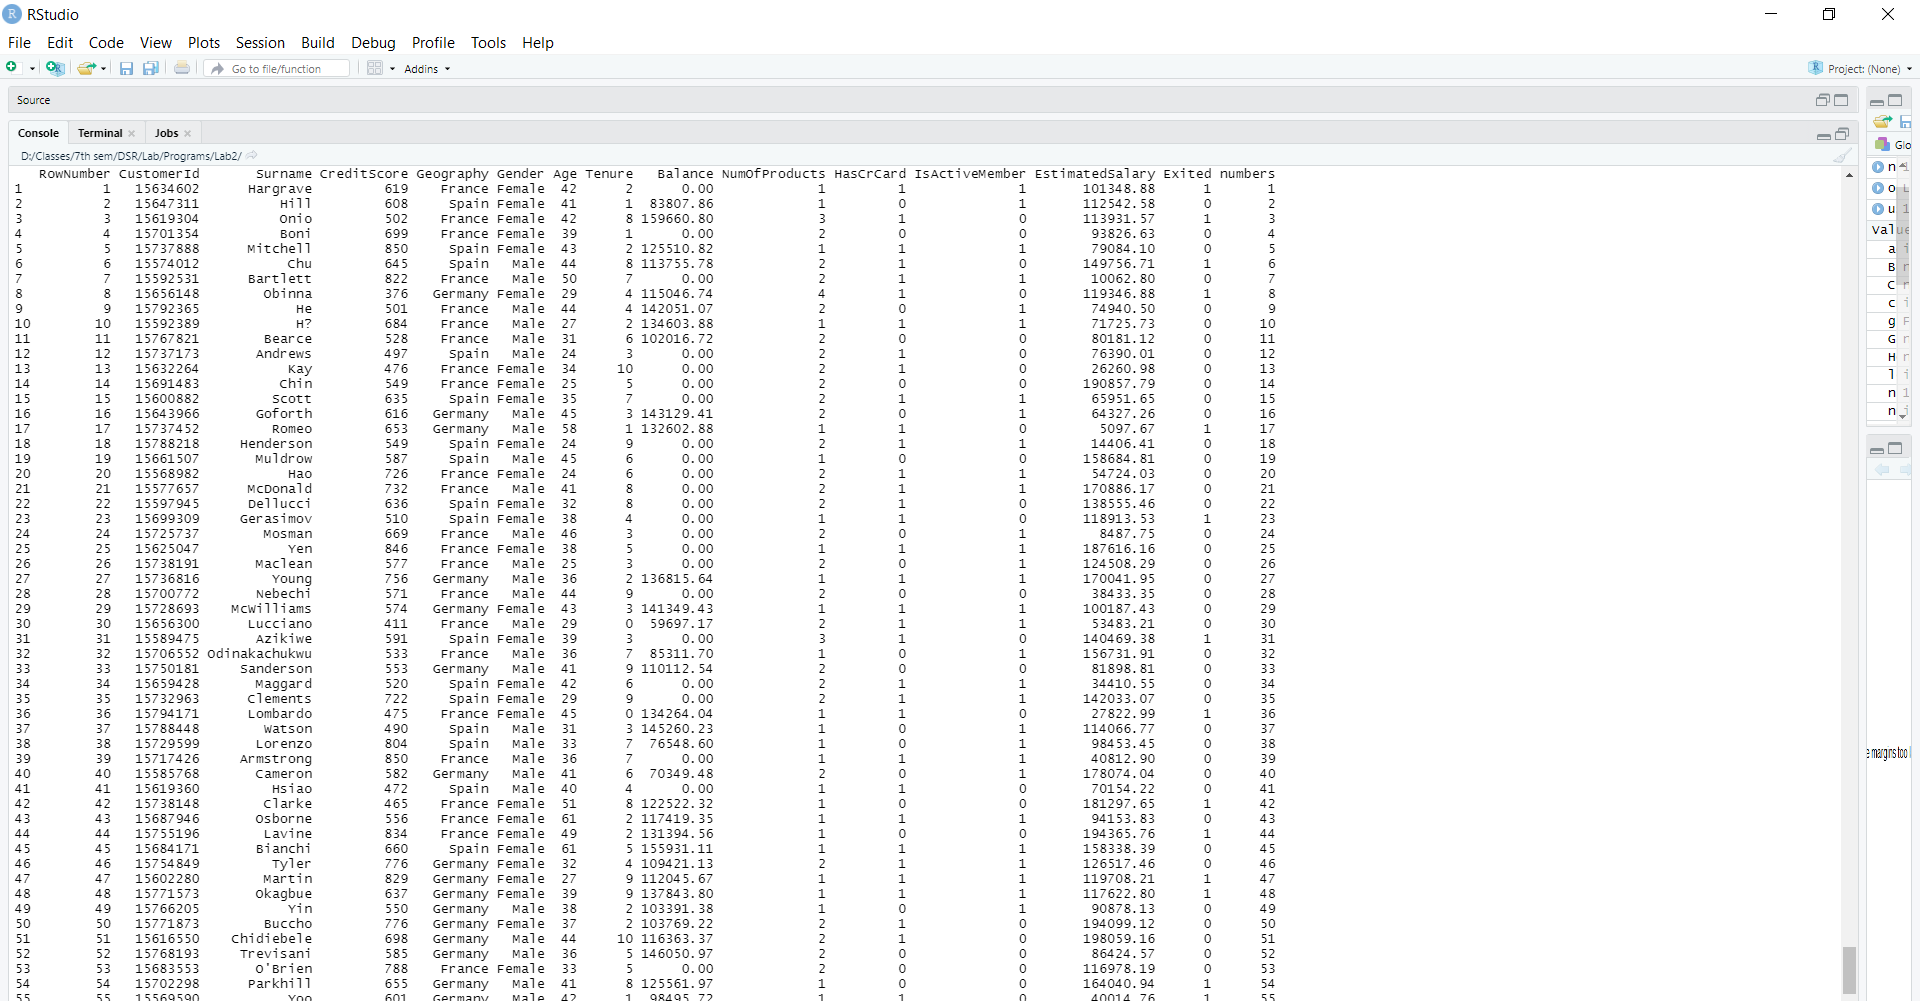 RStudio
File Edit Code View Plots Session Build Debug Profile Tools Help
Go to file/function Addins Project: (None)
Source
Console Terminal Jobs
D:/Classes/7th sem/DSR/Lab/Programs/Lab2/
RowNumber CustomerId Surname CreditScore Geography Gender Age Tenure Balance NumOfProducts HasCrCard IsActiveMember EstimatedSalary Exited numbers
1 1 15634602 Hargrave 619 France Female 42 2 0.00 1 1 1 101348.88 1 1
2 2 15647311 Hill 608 Spain Female 41 1 83807.86 1 0 1 112542.58 0 2
3 3 15619304 Onio 502 France Female 42 8 159660.80 3 1 0 113931.57 1 3
4 4 15701354 Boni 699 France Female 39 1 0.00 2 0 0 93826.63 0 4
5 5 15737888 Mitchell 850 Spain Female 43 2 125510.82 1 1 1 79084.10 0 5
6 6 15574012 Chu 645 Spain Male 44 8 113755.78 2 1 0 149756.71 1 6
7 7 15592531 Bartlett 822 France Male 50 7 0.00 2 1 1 10062.80 0 7
8 8 15656148 Obinna 376 Germany Female 29 4 115046.74 4 1 0 119346.88 1 8
9 9 15792365 He 501 France Male 44 4 142051.07 2 0 1 74940.50 0 9
10 10 15592389 H? 684 France Male 27 2 134603.88 1 1 1 71725.73 0 10
11 11 15767821 Bearce 528 France Male 31 6 102016.72 2 0 0 80181.12 0 11
12 12 15737173 Andrews 497 Spain Male 24 3 0.00 2 1 0 76390.01 0 12
13 13 15632264 Kay 476 France Female 34 10 0.00 2 1 0 26260.98 0 13
14 14 15691483 Chin 549 France Female 25 5 0.00 2 0 0 190857.79 0 14
15 15 15600882 Scott 635 Spain Female 35 7 0.00 2 1 1 65951.65 0 15
16 16 15643966 Goforth 616 Germany Male 45 3 143129.41 2 0 1 64327.26 0 16
17 17 15737452 Romeo 653 Germany Male 58 1 132602.88 1 1 0 5097.67 1 17
18 18 15788218 Henderson 549 Spain Female 24 9 0.00 2 1 1 14406.41 0 18
19 19 15661507 Muldrow 587 Spain Male 45 6 0.00 1 0 0 158684.81 0 19
20 20 15568982 Hao 726 France Female 24 6 0.00 2 1 1 54724.03 0 20
21 21 15577657 McDonald 732 France Male 41 8 0.00 2 1 1 170886.17 0 21
22 22 15597945 Dellucci 636 Spain Female 32 8 0.00 2 1 0 138555.46 0 22
23 23 15699309 Gerasimov 510 Spain Female 38 4 0.00 1 1 0 118913.53 1 23
24 24 15725737 Mosman 669 France Male 46 3 0.00 2 0 1 8487.75 0 24
25 25 15625047 Yen 846 France Female 38 5 0.00 1 1 1 187616.16 0 25
26 26 15738191 Maclean 577 France Male 25 3 0.00 2 0 1 124508.29 0 26
27 27 15736816 Young 756 Germany Male 36 2 136815.64 1 1 1 170041.95 0 27
28 28 15700772 Nebechi 571 France Male 44 9 0.00 2 0 0 38433.35 0 28
29 29 15728693 McWilliams 574 Germany Female 43 3 141349.43 1 1 1 100187.43 0 29
30 30 15656300 Lucciano 411 France Male 29 0 59697.17 2 1 1 53483.21 0 30
31 31 15589475 Azikiwe 591 Spain Female 39 3 0.00 3 1 0 140469.38 1 31
32 32 15706552 Odinakachukwu 533 France Male 36 7 85311.70 1 0 1 156731.91 0 32
33 33 15750181 Sanderson 553 Germany Male 41 9 110112.54 2 0 0 81898.81 0 33
34 34 15659428 Maggard 520 Spain Female 42 6 0.00 2 1 1 34410.55 0 34
35 35 15732963 Clements 722 Spain Female 29 9 0.00 2 1 1 142033.07 0 35
36 36 15794171 Lombardo 475 France Female 45 0 134264.04 1 1 0 27822.99 1 36
37 37 15788448 Watson 490 Spain Male 31 3 145260.23 1 0 1 114066.77 0 37
38 38 15729599 Lorenzo 804 Spain Male 33 7 76548.60 1 0 1 98453.45 0 38
39 39 15717426 Armstrong 850 France Male 36 7 0.00 1 1 1 40812.90 0 39
40 40 15585768 Cameron 582 Germany Male 41 6 70349.48 2 0 1 178074.04 0 40
41 41 15619360 Hsiao 472 Spain Male 40 4 0.00 1 1 0 70154.22 0 41
42 42 15738148 Clarke 465 France Female 51 8 122522.32 1 0 0 181297.65 1 42
43 43 15687946 Osborne 556 France Female 61 2 117419.35 1 1 1 94153.83 0 43
44 44 15755196 Lavine 834 France Female 49 2 131394.56 1 0 0 194365.76 1 44
45 45 15684171 Bianchi 660 Spain Female 61 5 155931.11 1 1 1 158338.39 0 45
46 46 15754849 Tyler 776 Germany Female 32 4 109421.13 2 1 1 126517.46 0 46
47 47 15602280 Martin 829 Germany Female 27 9 112045.67 1 1 1 119708.21 1 47
48 48 15771573 Okagbue 637 Germany Female 39 9 137843.80 1 1 1 117622.80 1 48
49 49 15766205 Yin 550 Germany Male 38 2 103391.38 1 0 1 90878.13 0 49
50 50 15771873 Buccho 776 Germany Female 37 2 103769.22 2 1 0 194099.12 0 50
51 51 15616550 Chidiebele 698 Germany Male 44 10 116363.37 2 1 0 198059.16 0 51
52 52 15768193 Trevisani 585 Germany Male 36 5 146050.97 2 0 0 86424.57 0 52
53 53 15683553 O'Brien 788 France Female 33 5 0.00 2 0 0 116978.19 0 53
54 54 15702298 Parkhill 655 Germany Male 41 8 125561.97 1 0 0 164040.94 1 54
55 55 15569590 Yoo 601 Germany Male 42 1 98495.72 1 1 0 40014.76 1 55
Glo
n
o
u
Value
a
B
C
c
g
G
H
l
n
n
e margins too